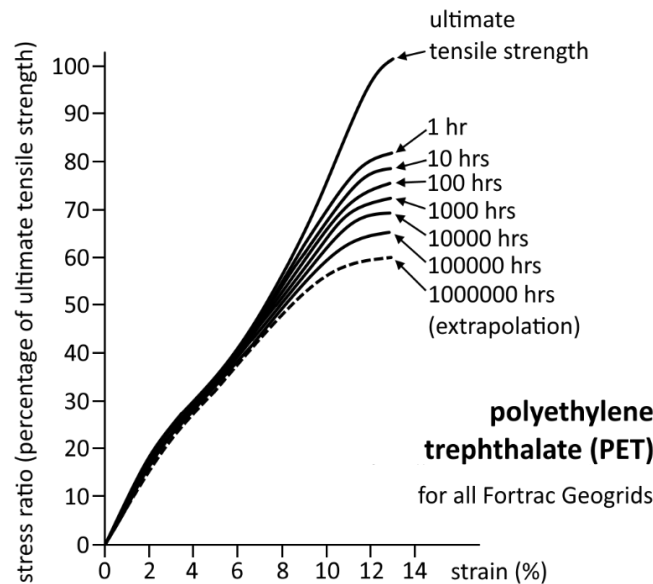 ultimate
tensile strength
stress ratio (percentage of ultimate tensile strength)
100
90
80
70
60
50
40
30
20
10
0
1 hr
10 hrs
100 hrs
1000 hrs
10000 hrs
100000 hrs
1000000 hrs
(extrapolation)
polyethylene
trephthalate (PET)
for all Fortrac Geogrids
0 2 4 6 8 10 12 14 strain (%)